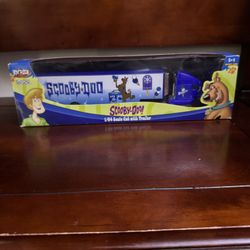 SCOOBY-DOO
SCOOBY-DOO!
1/64 Scale Cab with Trailer